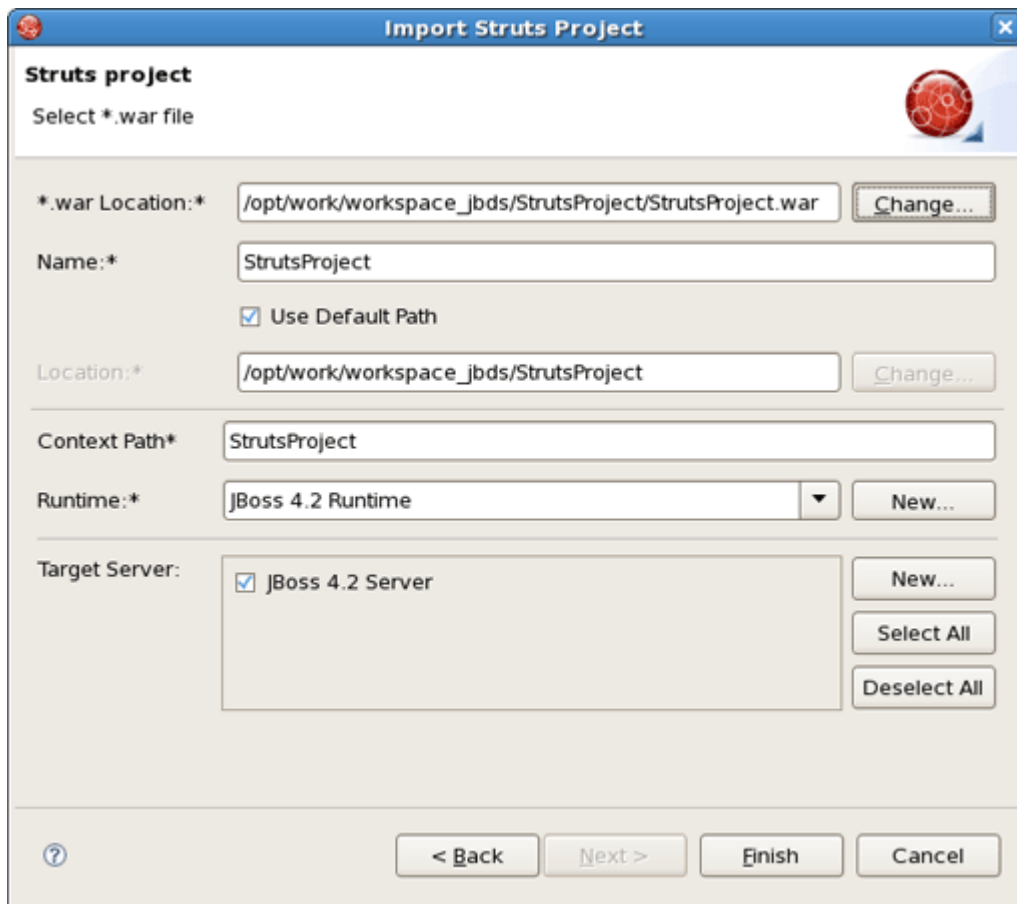 Import Struts Project
Struts project
Select *.war file
*.war Location:* /opt/work/workspace_jbds/StrutsProject/StrutsProject.war Change...
Name:* StrutsProject
Use Default Path
Location:* /opt/work/workspace_jbds/StrutsProject Change...
Context Path* StrutsProject
Runtime:* JBoss 4.2 Runtime New...
Target Server: JBoss 4.2 Server New...
Select All
Deselect All
? < Back Next > Finish Cancel